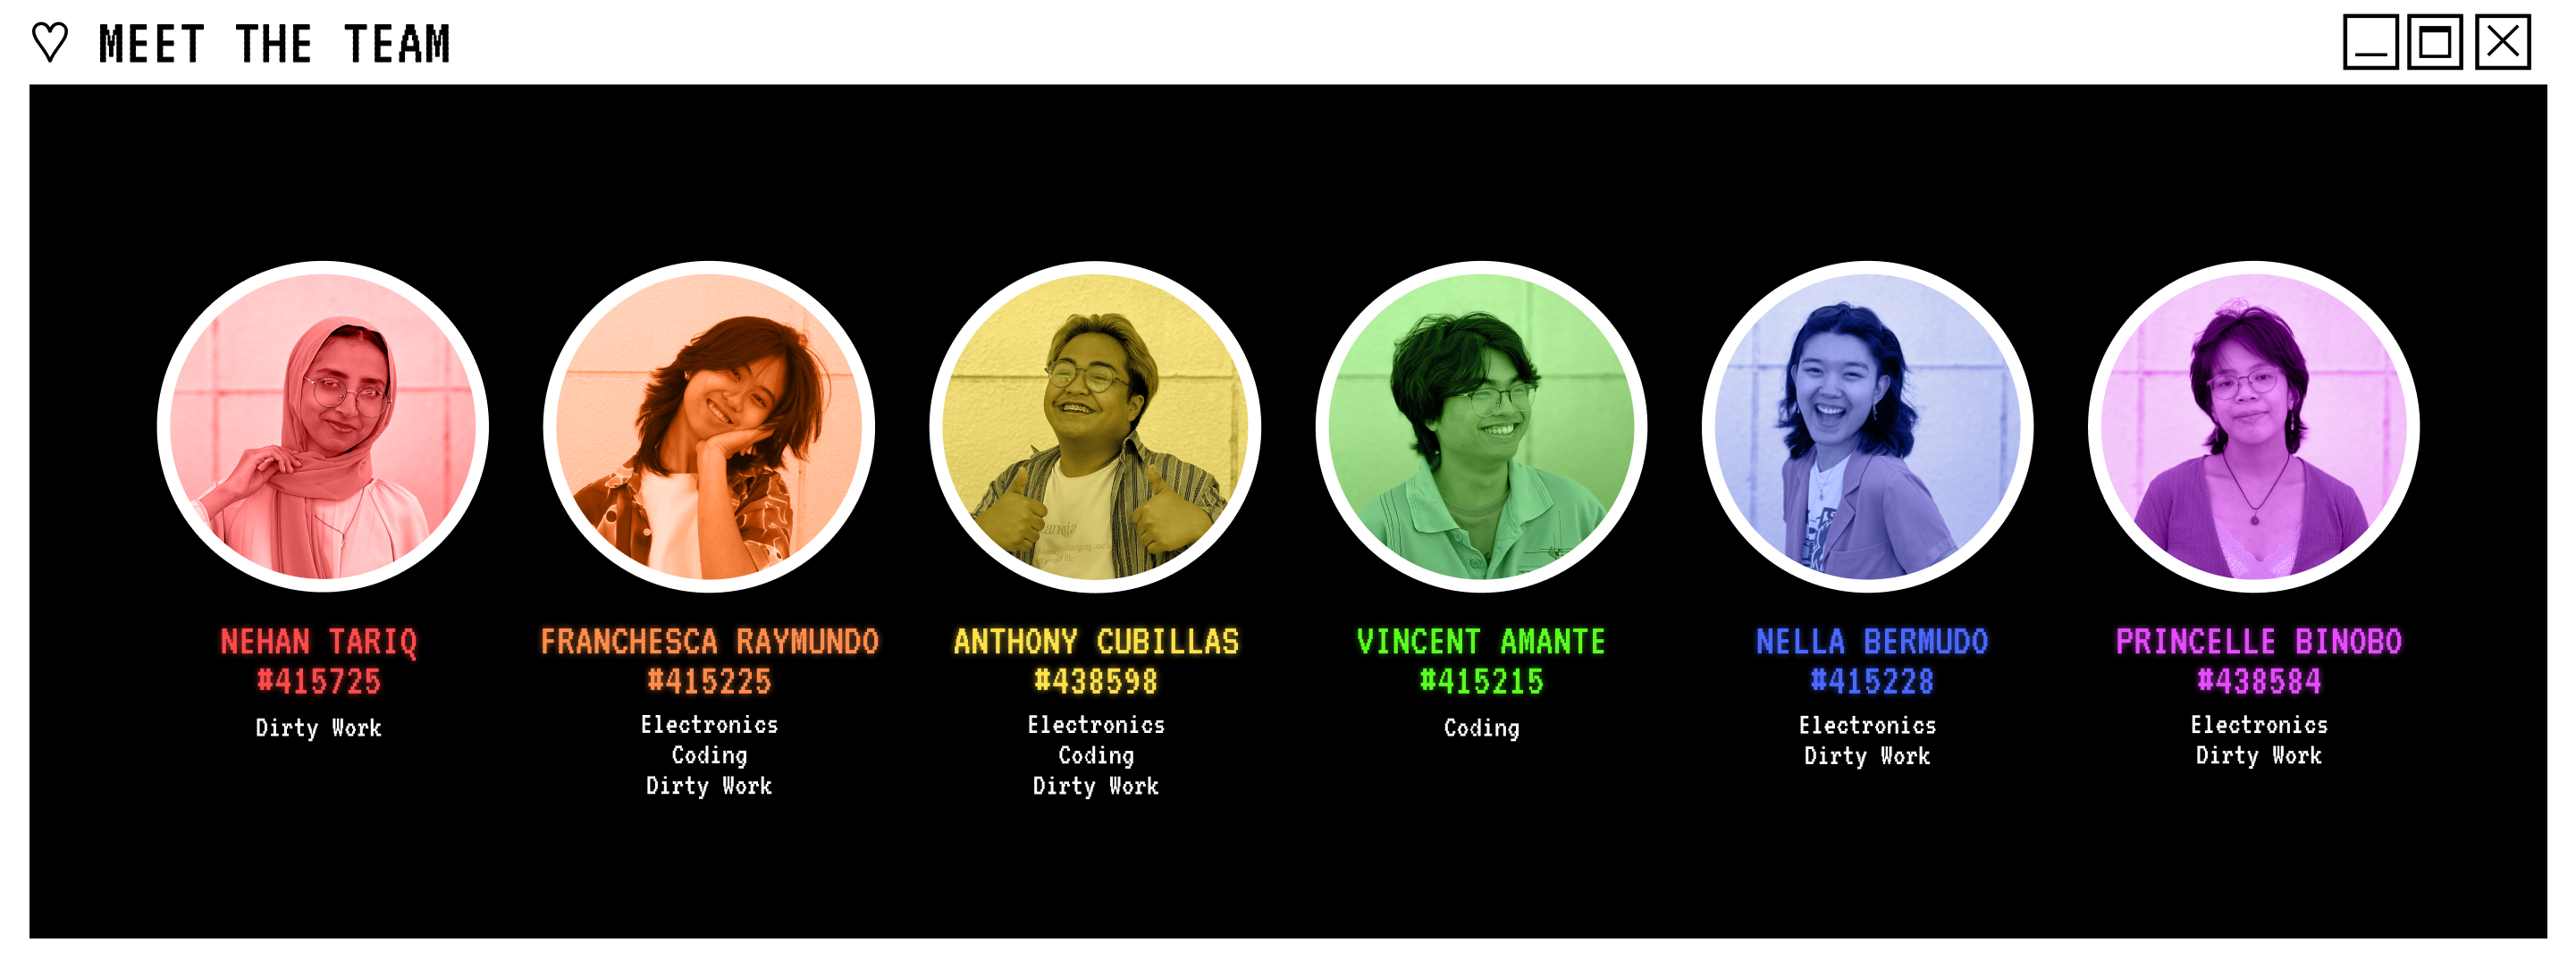 ♡ MEET THE TEAM
NEHAN TARIQ
#415725
Dirty Work
FRANCHESCA RAYMUNDO
#415225
Electronics
Coding
Dirty Work
ANTHONY CUBILLAS
#438598
Electronics
Coding
Dirty Work
VINCENT AMANTE
#415215
Coding
NELLA BERMUDO
#415228
Electronics
Dirty Work
PRINCELLE BINOBO
#438584
Electronics
Dirty Work